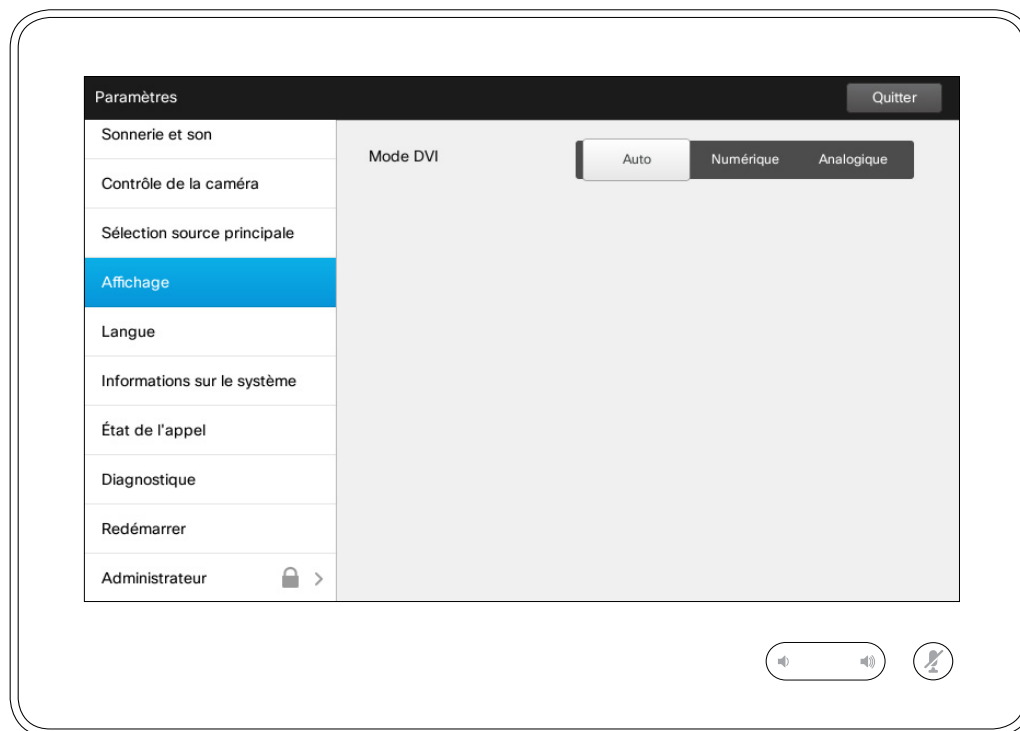 Paramètres
Quitter
Sonnerie et son
Mode DVI
Auto
Numérique
Analogique
Contrôle de la caméra
Sélection source principale
Affichage
Langue
Informations sur le système
État de l'appel
Diagnostique
Redémarrer
Administrateur